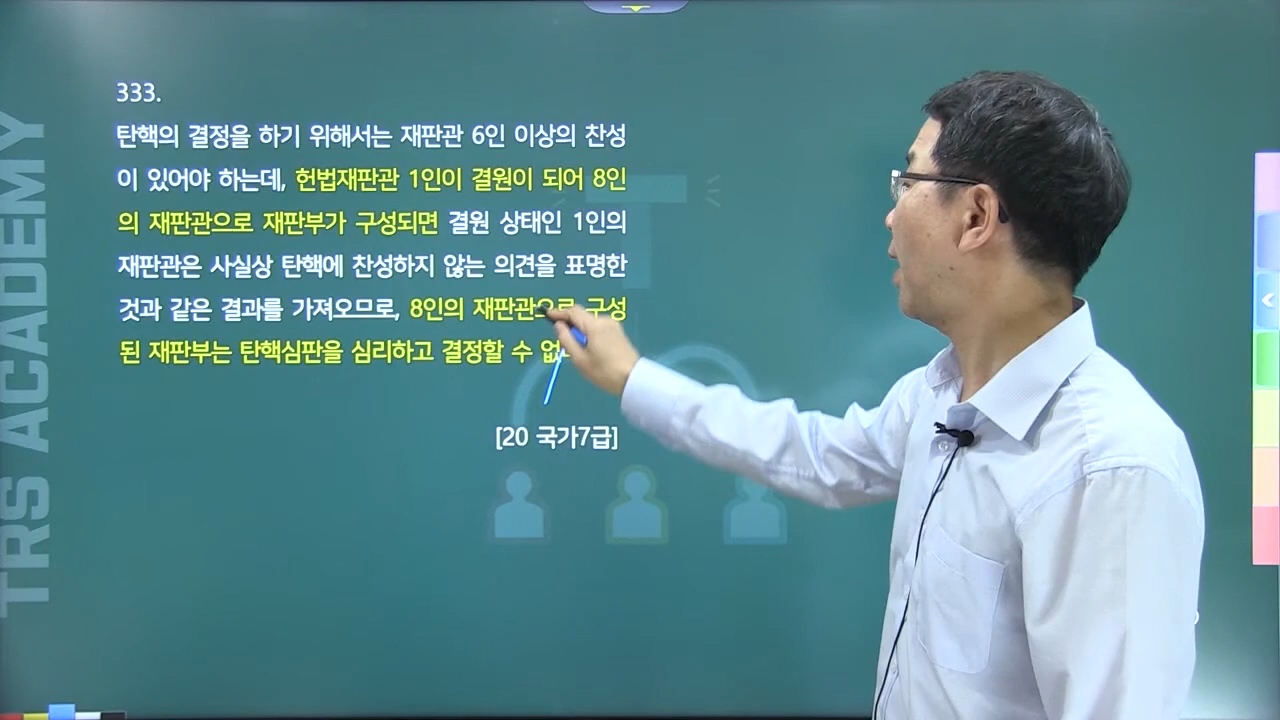 333.
탄핵의 결정을 하기 위해서는 재판관 6인 이상의 찬성
이 있어야 하는데, 헌법재판관 1인이 결원이 되어 8인
의 재판관으로 재판부가 구성되면 결원 상태인 1인의
재판관은 사실상 탄핵에 찬성하지 않는 의견을 표명한
것과 같은 결과를 가져오므로, 8인의 재판관으로 구성
된 재판부는 탄핵심판을 심리하고 결정할 수
[20 국가7급]
TRS ACADEMY